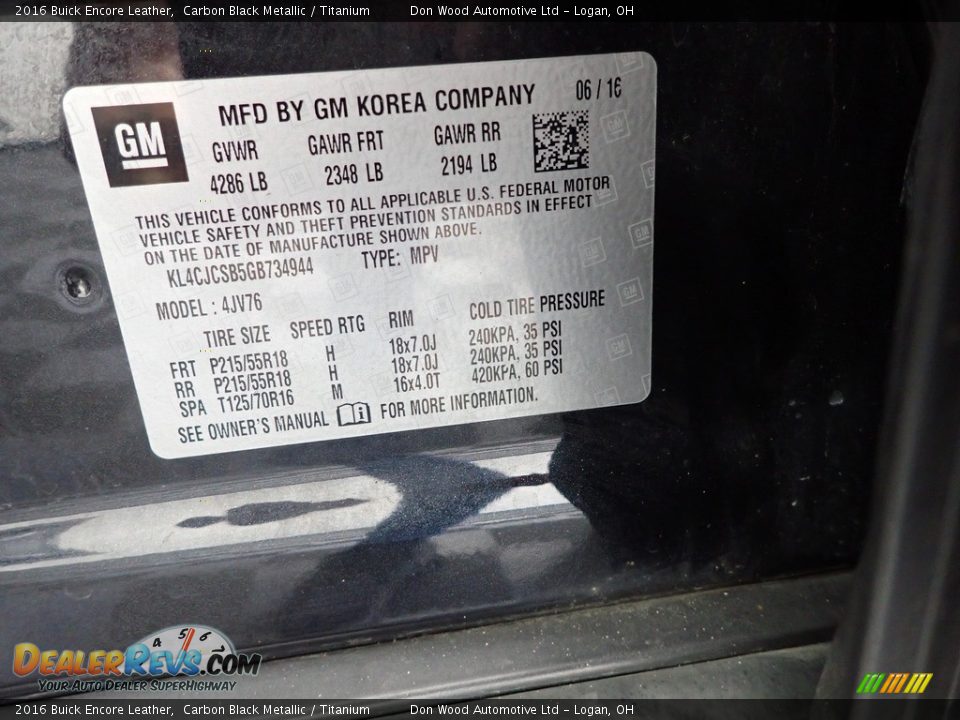 2016 Buick Encore Leather,  Carbon Black Metallic / Titanium    Don Wood Automotive Ltd - Logan, OH
GM
MFD BY GM KOREA COMPANY 06 / 16
GVWR GAWR FRT GAWR RR
4286 LB 2348 LB 2194 LB
THIS VEHICLE CONFORMS TO ALL APPLICABLE U.S. FEDERAL MOTOR
VEHICLE SAFETY AND THEFT PREVENTION STANDARDS IN EFFECT
ON THE DATE OF MANUFACTURE SHOWN ABOVE.
KL4CJCSB5GB734944 TYPE: MPV
MODEL : 4JV76
TIRE SIZE SPEED RTG RIM COLD TIRE PRESSURE
FRT P215/55R18 H 18x7.0J 240KPA, 35 PSI
RR P215/55R18 H 18x7.0J 240KPA, 35 PSI
SPA T125/70R16 M 16x4.0T 420KPA, 60 PSI
SEE OWNER'S MANUAL FOR MORE INFORMATION.
4 5 6
DEALERREVS.COM
YOUR AUTO DEALER SUPERHIGHWAY
2016 Buick Encore Leather,  Carbon Black Metallic / Titanium    Don Wood Automotive Ltd - Logan, OH